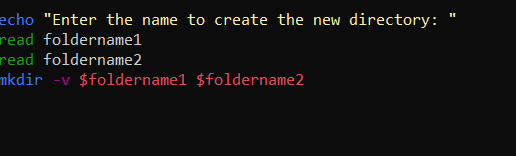 echo "Enter the name to create the new directory: "
read foldername1
read foldername2
mkdir -v $foldername1 $foldername2